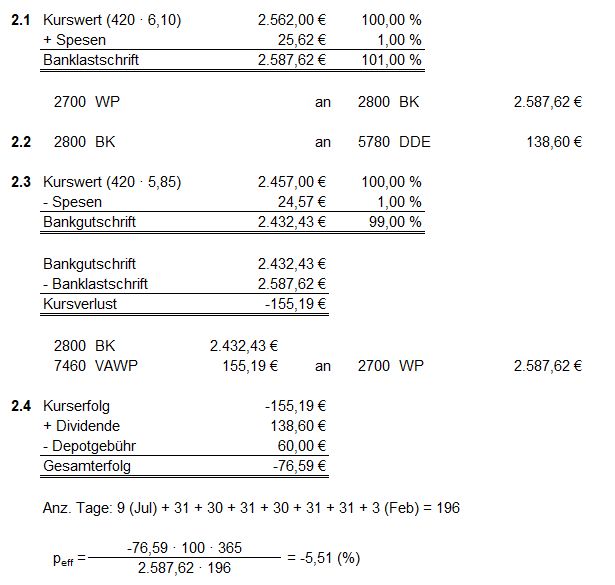 2.1 Kurswert (420 · 6,10) 2.562,00 € 100,00 %
+ Spesen 25,62 € 1,00 %
Banklastschrift 2.587,62 € 101,00 %
2700 WP an 2800 BK 2.587,62 €
2.2 2800 BK an 5780 DDE 138,60 €
2.3 Kurswert (420 · 5,85) 2.457,00 € 100,00 %
- Spesen 24,57 € 1,00 %
Bankgutschrift 2.432,43 € 99,00 %
Bankgutschrift 2.432,43 €
- Banklastschrift 2.587,62 €
Kursverlust -155,19 €
2800 BK 2.432,43 €
7460 VAWP 155,19 € an 2700 WP 2.587,62 €
2.4 Kurserfolg -155,19 €
+ Dividende 138,60 €
- Depotgebühr 60,00 €
Gesamterfolg -76,59 €
Anz. Tage: 9 (Jul) + 31 + 30 + 31 + 30 + 31 + 31 + 3 (Feb) = 196
-76,59 · 100 · 365
peff = = -5,51 (%)
2.587,62 · 196